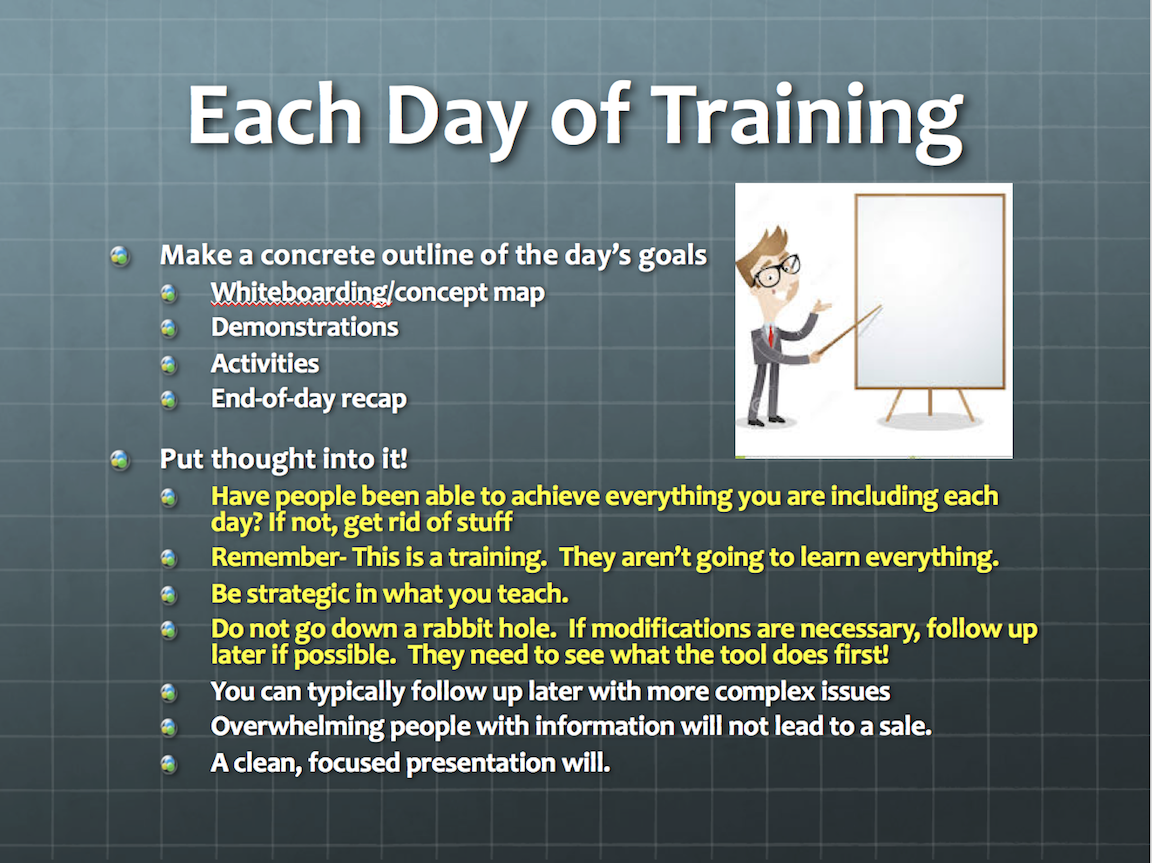 Each Day of Training
Make a concrete outline of the day's goals
Whiteboarding/concept map
Demonstrations
Activities
End-of-day recap
Put thought into it!
Have people been able to achieve everything you are including each
day? If not, get rid of stuff
Remember- This is a training.  They aren't going to learn everything.
Be strategic in what you teach.
Do not go down a rabbit hole.  If modifications are necessary, follow up
later if possible.  They need to see what the tool does first!
You can typically follow up later with more complex issues
Overwhelming people with information will not lead to a sale.
A clean, focused presentation will.